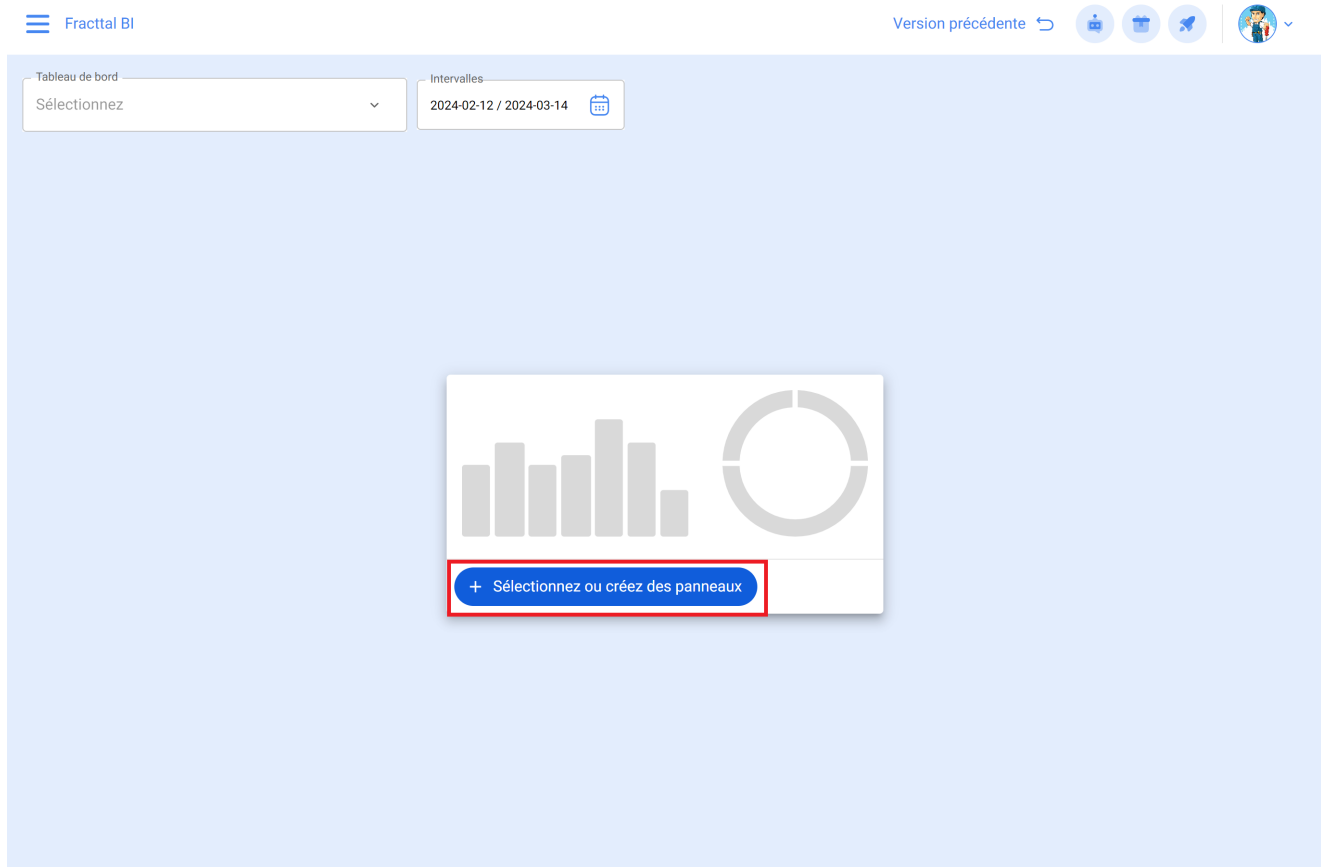 Fracttal BI
Version précédente
Tableau de bord
Sélectionnez
Intervalles
2024-02-12 / 2024-03-14
+ Sélectionnez ou créez des panneaux